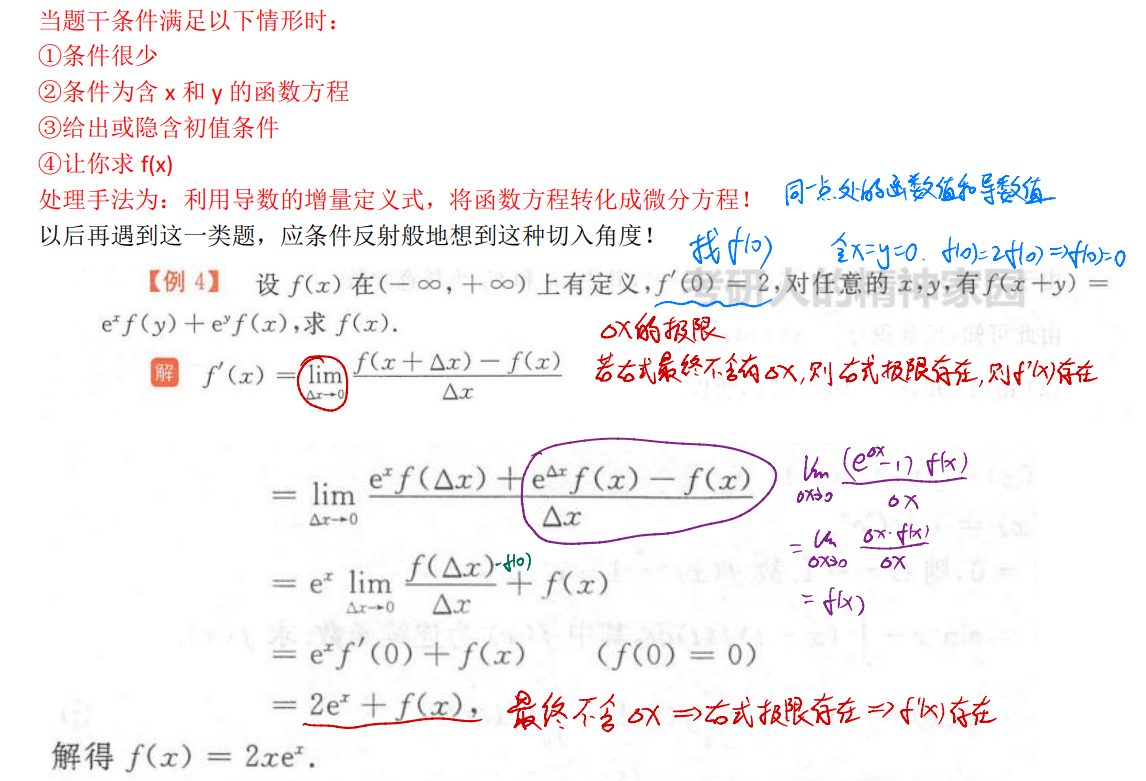 当题干条件满足以下情形时：
①条件很少
②条件为含 x 和 y 的函数方程
③给出或隐含初值条件
④让你求 f(x)
处理手法为：利用导数的增量定义式，将函数方程转化成微分方程！
同一点处的函数值和导数值
以后再遇到这一类题，应条件反射般地想到这种切入角度！
找 f(0) 令x=y=0. f(0)=2f(0)⇒f(0)=0
【例 4】 设 f(x) 在(−∞,+∞) 上有定义, f′(0) = 2, 对任意的 x,y, 有 f(x+y) =
考研人的精神家园
e^x f(y) + e^y f(x), 求 f(x).
Δx的极限
若右式最终不含有Δx, 则右式极限存在, 则f′(x)存在
解 f′(x) = lim_{Δx→0} (f(x+Δx) − f(x))/Δx
= lim_{Δx→0} (e^x f(Δx) + e^{Δx} f(x) − f(x))/Δx
lim_{Δx→0} (e^{Δx}−1) f(x)/Δx
= lim_{Δx→0} Δx·f(x)/Δx
= f(x)
= e^x lim_{Δx→0} (f(Δx) -f(0))/Δx + f(x)
= e^x f′(0) + f(x) (f(0) = 0)
= 2e^x + f(x),
最终不含Δx ⇒右式极限存在⇒f′(x)存在
解得 f(x) = 2xe^x.